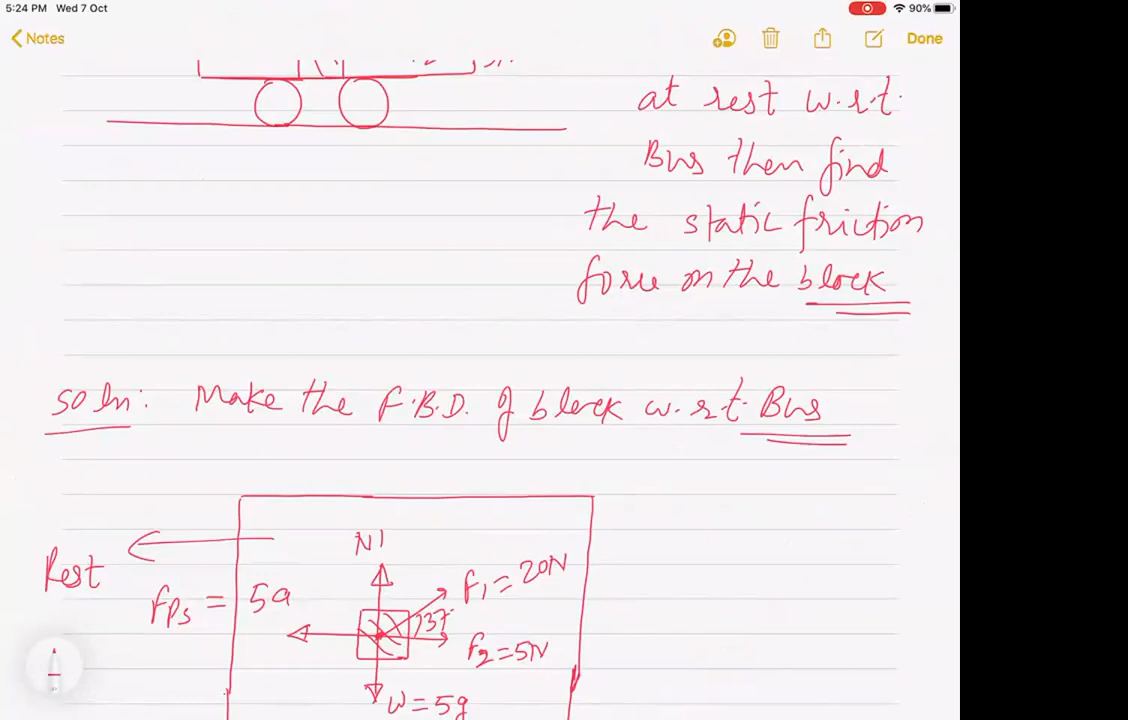 5:24 PM Wed 7 Oct
90%
Notes
Done
at rest w.r.t.
Bus then find
the static friction
force on the block
Soln: Make the F.B.D. of block w.r.t. Bus
N1
Rest
F1 = 20N
Fps = 5a
37°
F2 = 5N
W = 5g